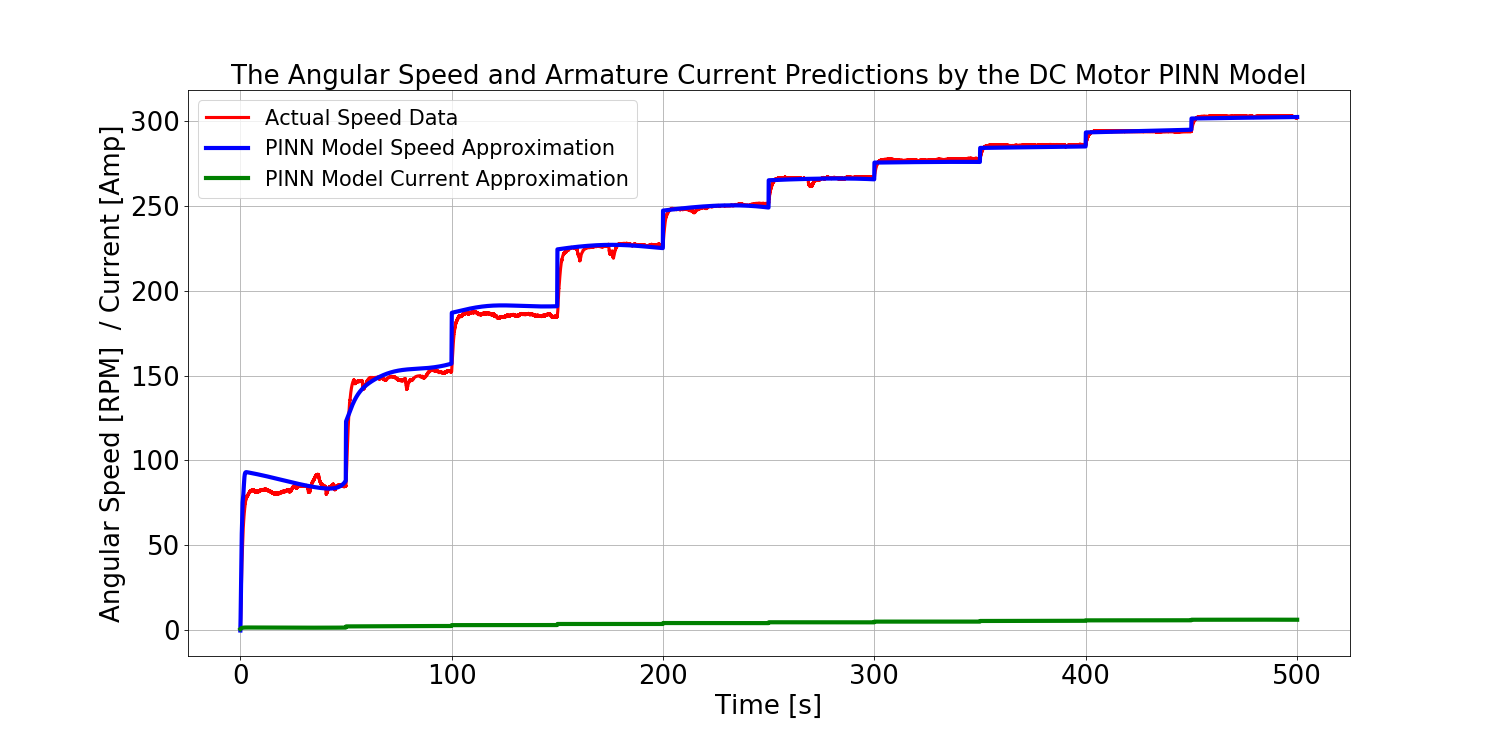 The Angular Speed and Armature Current Predictions by the DC Motor PINN Model
Actual Speed Data
PINN Model Speed Approximation
PINN Model Current Approximation
Angular Speed [RPM]  / Current [Amp]
300
250
200
150
100
50
0
0 100 200 300 400 500
Time [s]